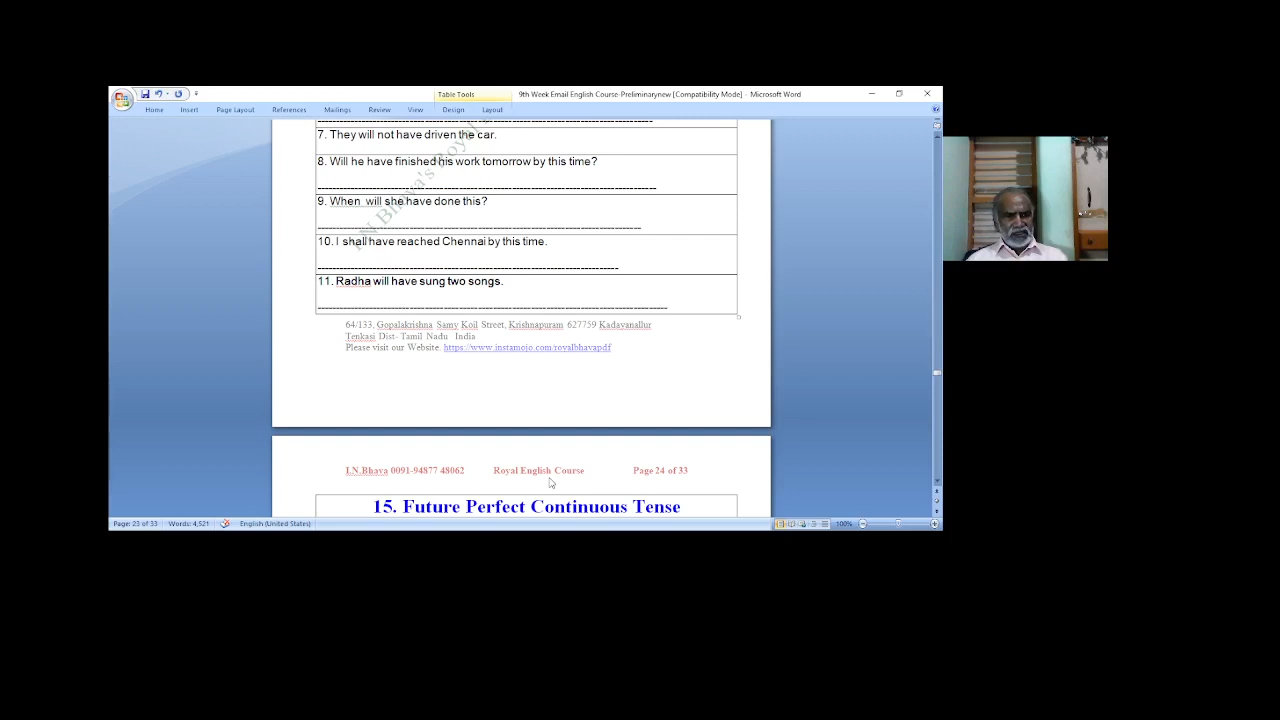 Table Tools
9th Week Email English Course-Preliminarynew [Compatibility Mode] - Microsoft Word
Home Insert Page Layout References Mailings Review View Design Layout
7. They will not have driven the car.
8. Will he have finished his work tomorrow by this time?
9. When will she have done this?
10. I shall have reached Chennai by this time.
11. Radha will have sung two songs.
I.N.Bhava's Royal
64/133, Gopalakrishna Samy Koil Street, Krishnapuram 627759 Kadayanallur
Tenkasi Dist- Tamil Nadu India
Please visit our Website. https://www.instamojo.com/royalbhavapdf
I.N.Bhava 0091-94877 48062 Royal English Course Page 24 of 33
15. Future Perfect Continuous Tense
Page: 23 of 33 Words: 4,521 English (United States) 100%